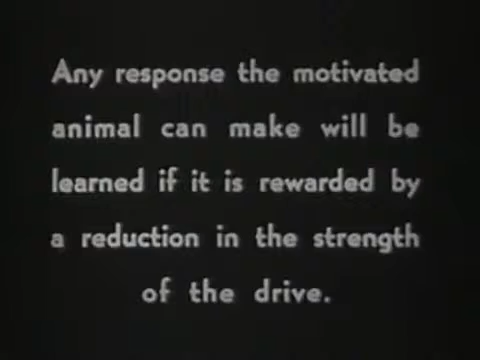 Any response the motivated
animal can make will be
learned if it is rewarded by
a reduction in the strength
of the drive.